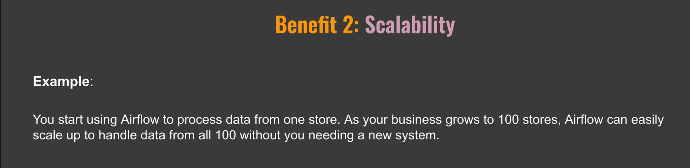 Benefit 2: Scalability
Example:
You start using Airflow to process data from one store. As your business grows to 100 stores, Airflow can easily
scale up to handle data from all 100 without you needing a new system.